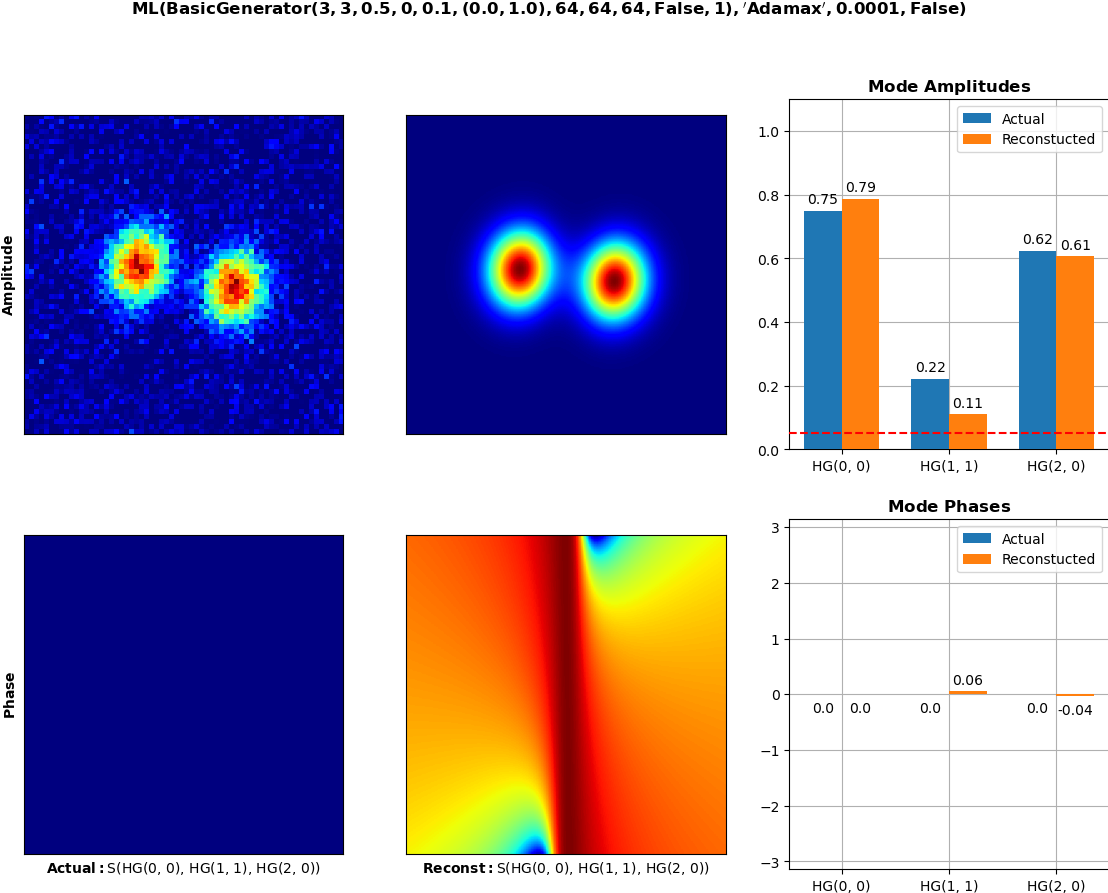 ML(BasicGenerator(3, 3, 0.5, 0, 0.1, (0.0, 1.0), 64, 64, 64, False, 1), 'Adamax', 0.0001, False)
Amplitude
Mode Amplitudes
Actual
Reconstucted
1.0
0.8
0.6
0.4
0.2
0.0
0.75
0.79
0.22
0.11
0.62
0.61
HG(0, 0)
HG(1, 1)
HG(2, 0)
Phase
Actual: S(HG(0, 0), HG(1, 1), HG(2, 0))
Reconst: S(HG(0, 0), HG(1, 1), HG(2, 0))
Mode Phases
Actual
Reconstucted
3
2
1
0
−1
−2
−3
0.0
0.0
0.0
0.06
0.0
-0.04
HG(0, 0)
HG(1, 1)
HG(2, 0)